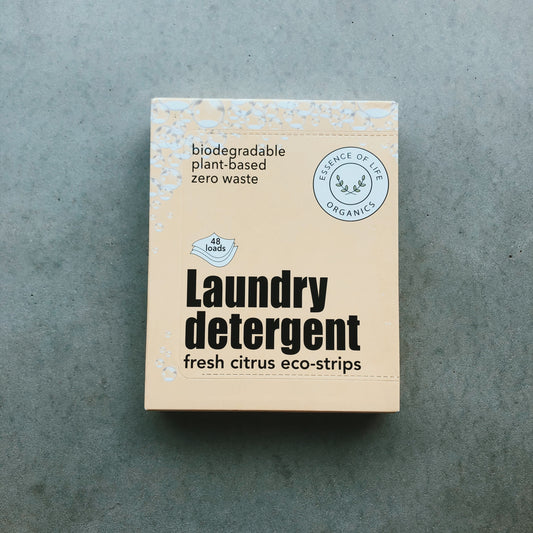 biodegradable
plant-based
zero waste
ESSENCE OF LIFE
ORGANICS
48
loads
Laundry
detergent
fresh citrus eco-strips